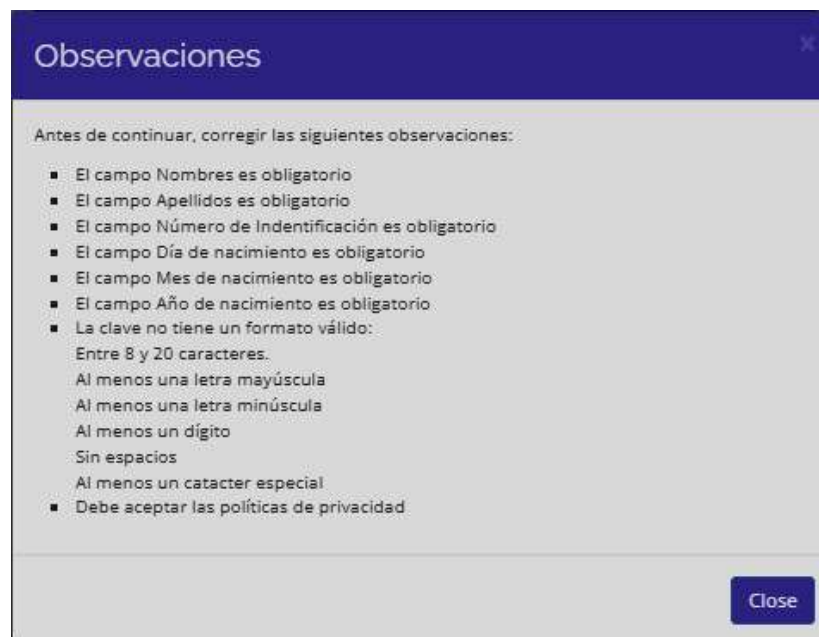 Observaciones
x
Antes de continuar, corregir las siguientes observaciones:
▪ El campo Nombres es obligatorio
▪ El campo Apellidos es obligatorio
▪ El campo Número de Indentificación es obligatorio
▪ El campo Día de nacimiento es obligatorio
▪ El campo Mes de nacimiento es obligatorio
▪ El campo Año de nacimiento es obligatorio
▪ La clave no tiene un formato válido:
Entre 8 y 20 caracteres.
Al menos una letra mayúscula
Al menos una letra minúscula
Al menos un dígito
Sin espacios
Al menos un catacter especial
▪ Debe aceptar las políticas de privacidad
Close